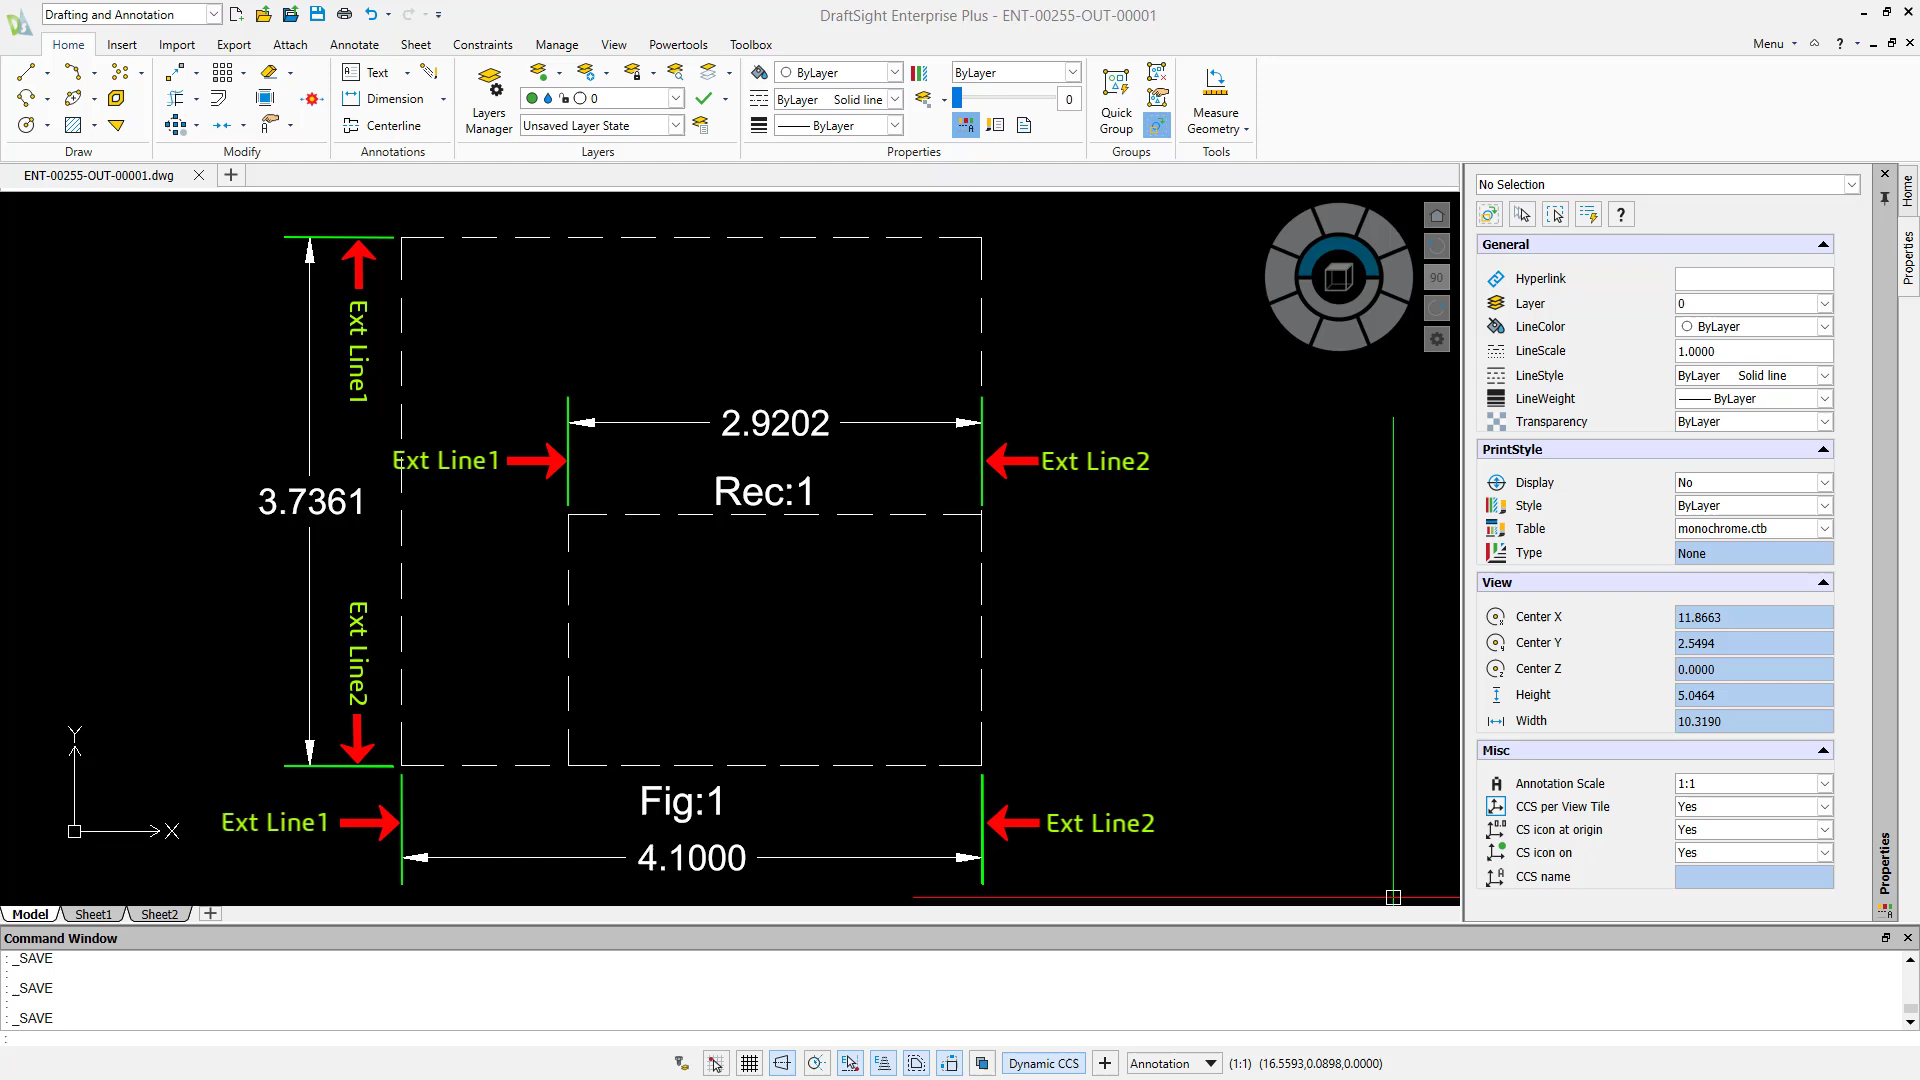 Drafting and Annotation
DraftSight Enterprise Plus - ENT-00255-OUT-00001
Home Insert Import Export Attach Annotate Sheet Constraints Manage View Powertools Toolbox
Menu ?
Text
Dimension
Centerline
Layers Manager
0
Unsaved Layer State
ByLayer
ByLayer Solid line
ByLayer
ByLayer
0
Quick Group
Measure Geometry
Draw Modify Annotations Layers Properties Groups Tools
ENT-00255-OUT-00001.dwg
Ext Line1
2.9202
Ext Line1
Ext Line2
3.7361
Rec:1
Ext Line2
Fig:1
Ext Line1
Ext Line2
4.1000
Y
X
90
No Selection
?
General
Hyperlink
Layer 0
LineColor ByLayer
LineScale 1.0000
LineStyle ByLayer Solid line
LineWeight ByLayer
Transparency ByLayer
PrintStyle
Display No
Style ByLayer
Table monochrome.ctb
Type None
View
Center X 11.8663
Center Y 2.5494
Center Z 0.0000
Height 5.0464
Width 10.3190
Misc
Annotation Scale 1:1
CCS per View Tile Yes
CS icon at origin Yes
CS icon on Yes
CCS name
Home
Properties
Properties
Model Sheet1 Sheet2
Command Window
: _SAVE
:
: _SAVE
:
: _SAVE
:
Dynamic CCS Annotation (1:1) (16.5593,0.0898,0.0000)